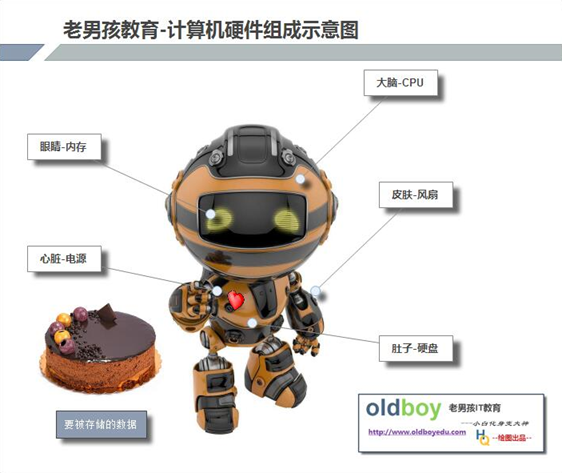 老男孩教育-计算机硬件组成示意图
大脑-CPU
眼睛-内存
皮肤-风扇
心脏-电源
肚子-硬盘
要被存储的数据
oldboy 老男孩IT教育
---小白化身变大神
http://www.oldboyedu.com
HQ --绘图出品--